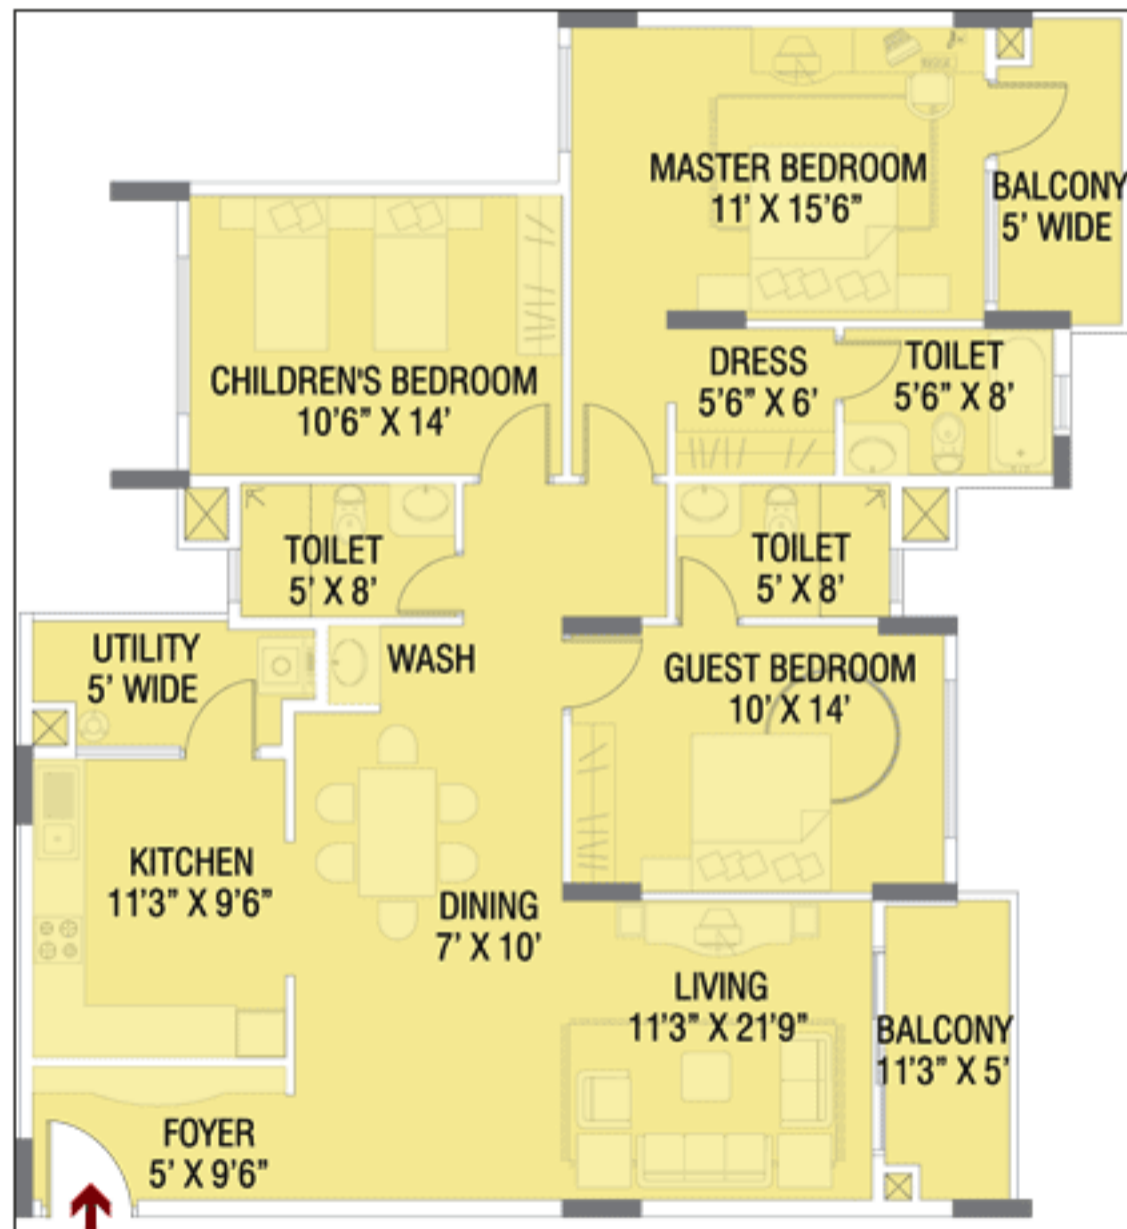 MASTER BEDROOM
11’ X 15’6”
BALCONY
5’ WIDE
CHILDREN'S BEDROOM
10’6” X 14’
DRESS
5’6” X 6’
TOILET
5’6” X 8’
TOILET
5’ X 8’
TOILET
5’ X 8’
UTILITY
5’ WIDE
WASH
GUEST BEDROOM
10’ X 14’
KITCHEN
11’3” X 9’6”
DINING
7’ X 10’
LIVING
11’3” X 21’9”
BALCONY
11’3” X 5’
FOYER
5’ X 9’6”